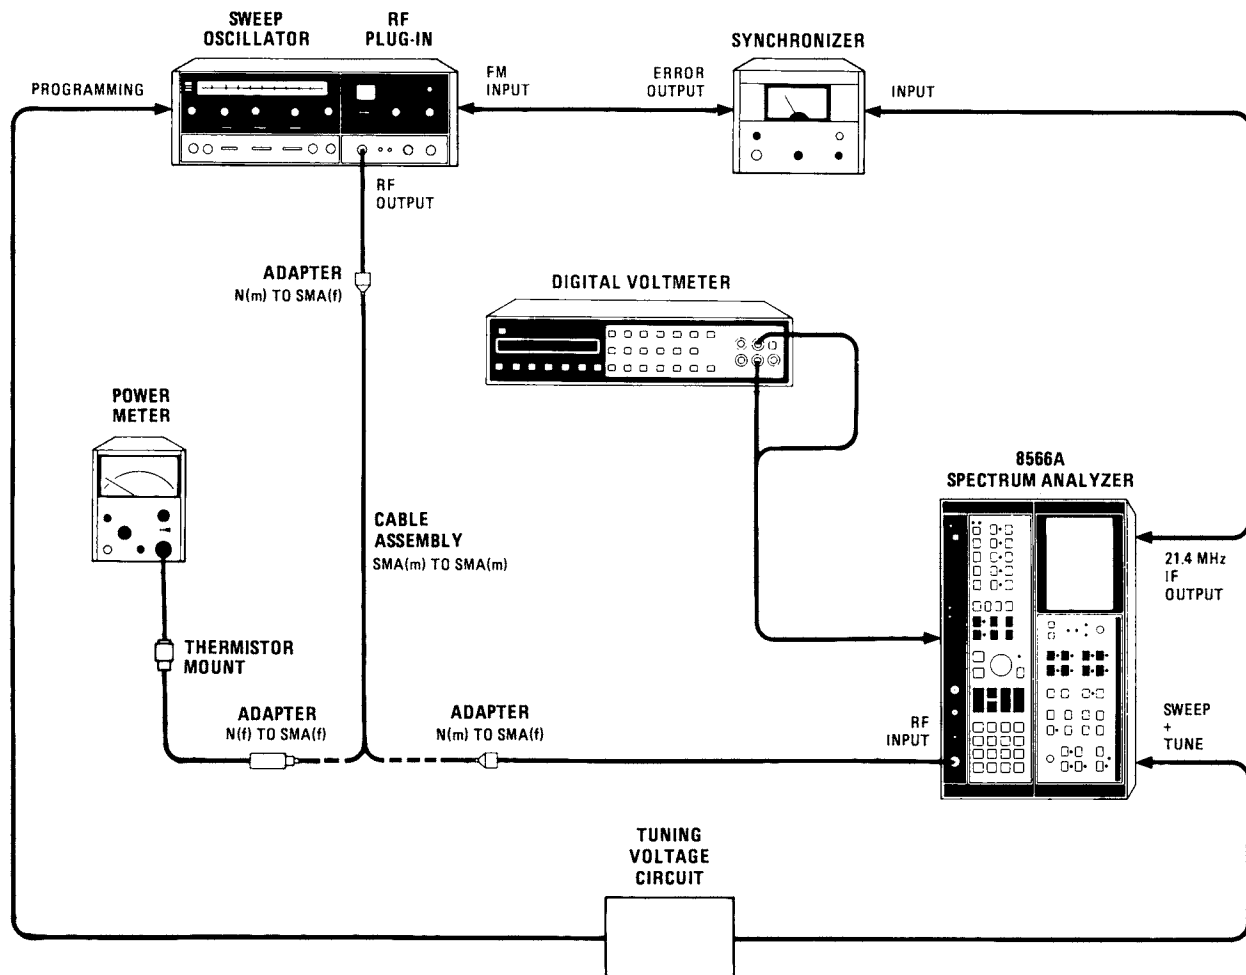 SWEEP
OSCILLATOR
RF
PLUG-IN
SYNCHRONIZER
PROGRAMMING
FM
INPUT
ERROR
OUTPUT
INPUT
RF
OUTPUT
ADAPTER
N(m) TO SMA(f)
DIGITAL VOLTMETER
POWER
METER
8566A
SPECTRUM ANALYZER
CABLE
ASSEMBLY
SMA(m) TO SMA(m)
21.4 MHz
IF
OUTPUT
THERMISTOR
MOUNT
ADAPTER
N(f) TO SMA(f)
ADAPTER
N(m) TO SMA(f)
RF
INPUT
SWEEP
+
TUNE
TUNING
VOLTAGE
CIRCUIT